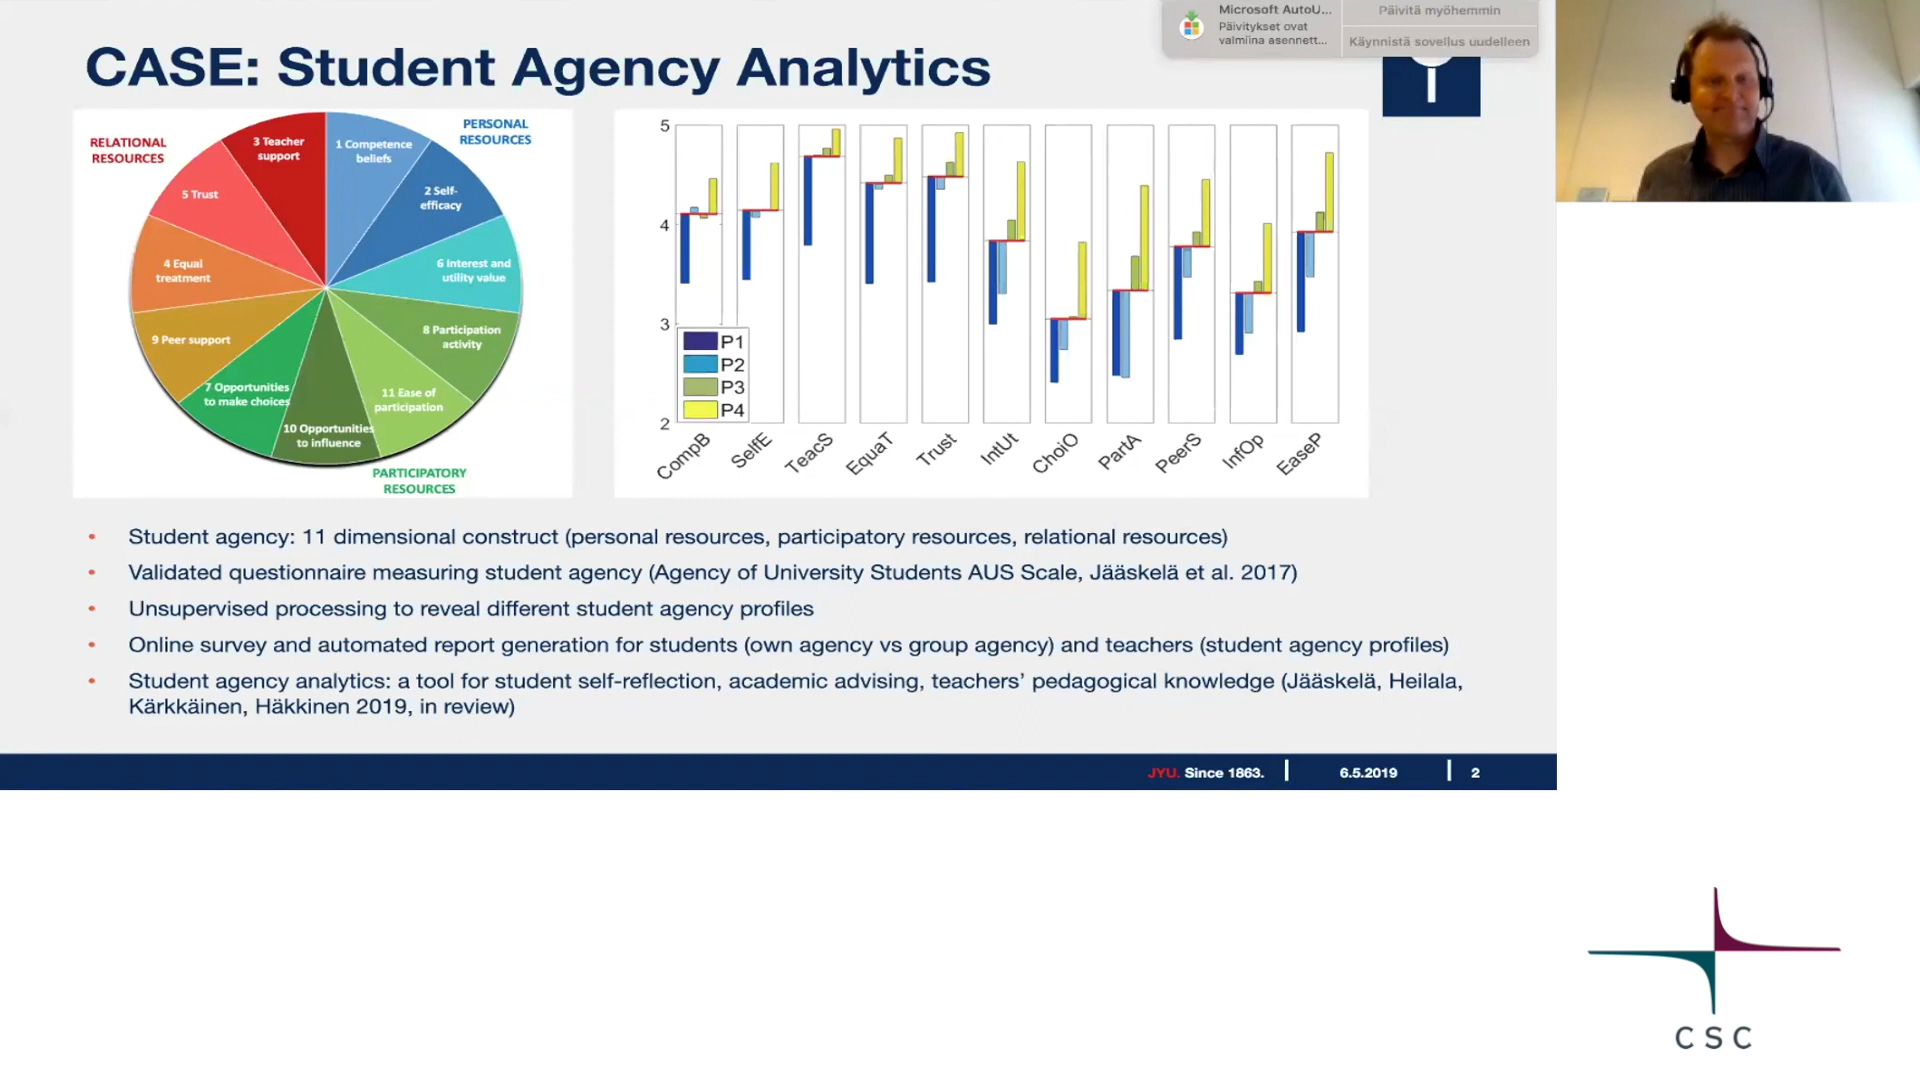 Microsoft AutoU...
Päivitykset ovat
valmiina asennett...
Päivitä myöhemmin
Käynnistä sovellus uudelleen
CASE: Student Agency Analytics
RELATIONAL
RESOURCES
PERSONAL
RESOURCES
3 Teacher
support
1 Competence
beliefs
5 Trust
2 Self-
efficacy
4 Equal
treatment
6 Interest and
utility value
9 Peer support
8 Participation
activity
7 Opportunities
to make choices
11 Ease of
participation
10 Opportunities
to influence
PARTICIPATORY
RESOURCES
5
4
3
2
P1
P2
P3
P4
CompB
SelfE
TeacS
EquaT
Trust
IntUt
ChoiO
PartA
PeerS
InfOp
EaseP
• Student agency: 11 dimensional construct (personal resources, participatory resources, relational resources)
• Validated questionnaire measuring student agency (Agency of University Students AUS Scale, Jääskelä et al. 2017)
• Unsupervised processing to reveal different student agency profiles
• Online survey and automated report generation for students (own agency vs group agency) and teachers (student agency profiles)
• Student agency analytics: a tool for student self-reflection, academic advising, teachers’ pedagogical knowledge (Jääskelä, Heilala,
Kärkkäinen, Häkkinen 2019, in review)
JYU. Since 1863.
6.5.2019
2
CSC